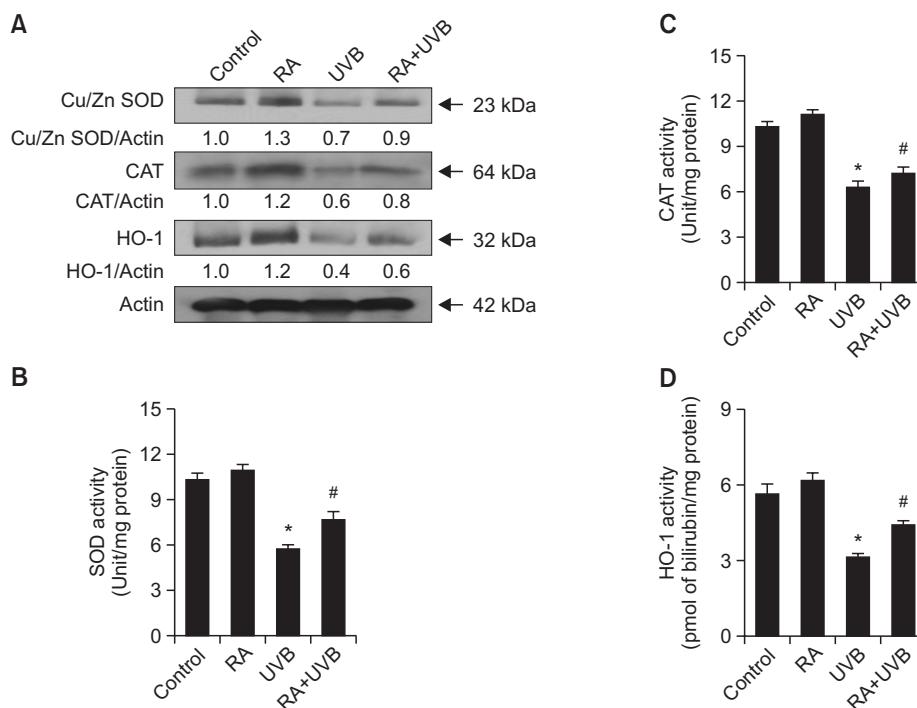 A
Control RA UVB RA+UVB
Cu/Zn SOD ← 23 kDa
Cu/Zn SOD/Actin 1.0 1.3 0.7 0.9
CAT ← 64 kDa
CAT/Actin 1.0 1.2 0.6 0.8
HO-1 ← 32 kDa
HO-1/Actin 1.0 1.2 0.4 0.6
Actin ← 42 kDa
B
SOD activity
(Unit/mg protein)
15
12
9
6
3
0
* #
Control RA UVB RA+UVB
C
CAT activity
(Unit/mg protein)
15
12
9
6
3
0
* #
Control RA UVB RA+UVB
D
HO-1 activity
(pmol of bilirubin/mg protein)
9
6
3
0
* #
Control RA UVB RA+UVB